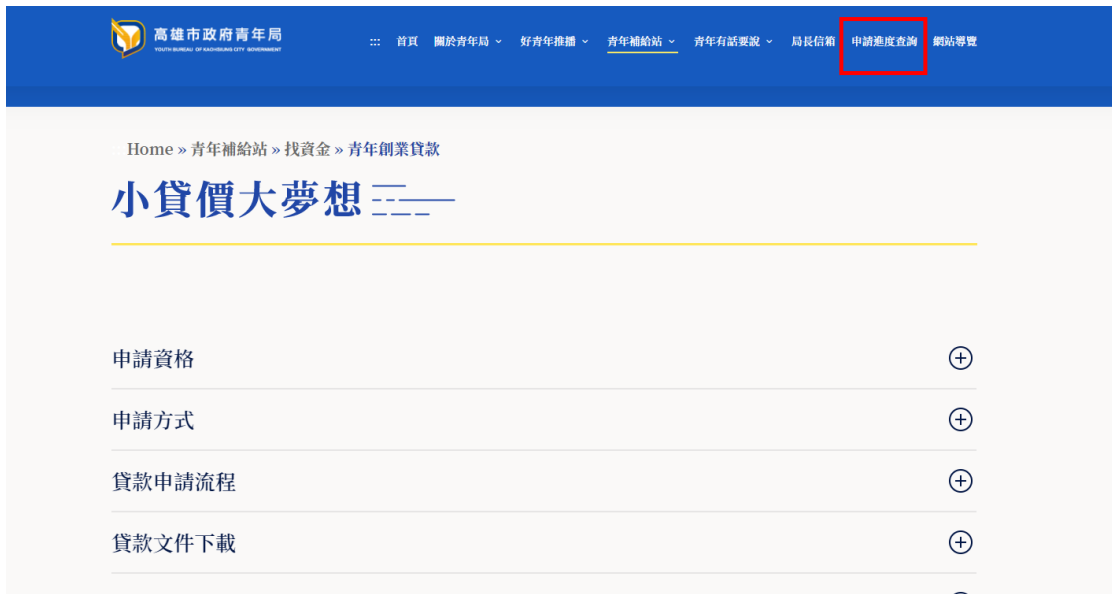 高雄市政府青年局
YOUTH BUREAU OF KAOHSIUNG CITY GOVERNMENT
::: 首頁 關於青年局 好青年推播 青年補給站 青年有話要說 局長信箱 申請進度查詢 網站導覽
Home » 青年補給站 » 找資金 » 青年創業貸款
小貸價大夢想
申請資格
申請方式
貸款申請流程
貸款文件下載